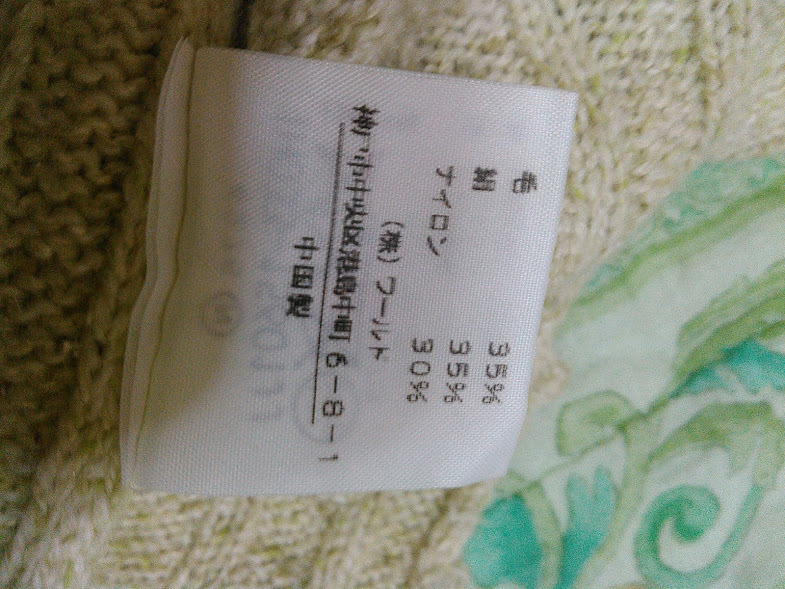 毛 35%
絹 35%
ナイロン 30%
(株)ワールド
神戸市中央区港島中町6-8-1
中国製